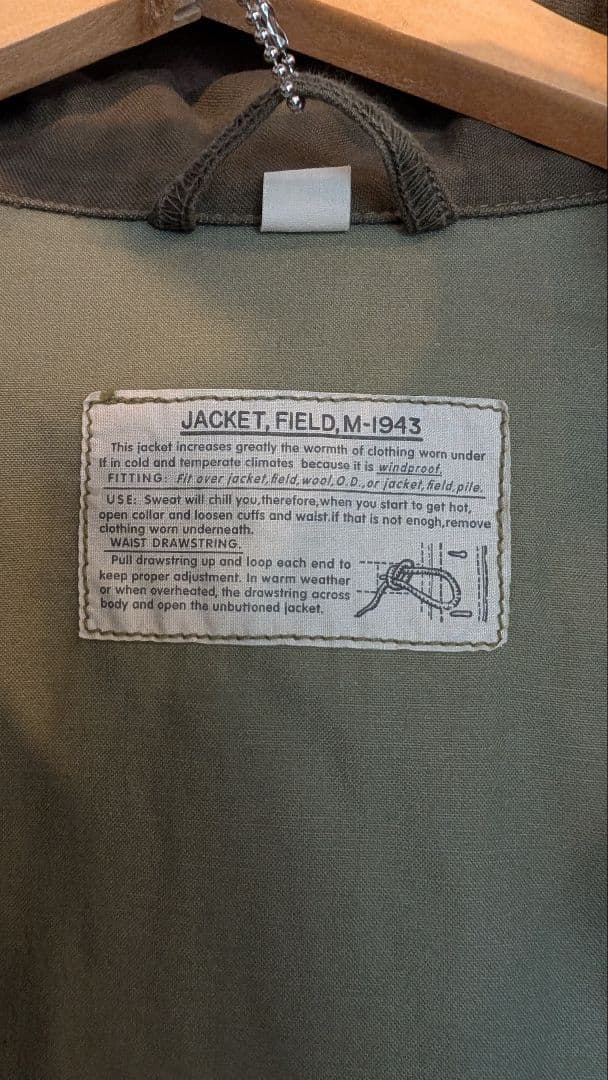 JACKET, FIELD, M-1943
This jacket increases greatly the wormth of clothing worn under
If in cold and temperate climates because it is windproof.
FITTING: Fit over jacket, field, wool, O.D., or jacket, field, pile.
USE: Sweat will chill you, therefore, when you start to get hot,
open collar and loosen cuffs and waist. if that is not enogh, remove
clothing worn underneath.
WAIST DRAWSTRING.
Pull drawstring up and loop each end to
keep proper adjustment. In warm weather
or when overheated, the drawstring across
body and open the unbuttoned jacket.